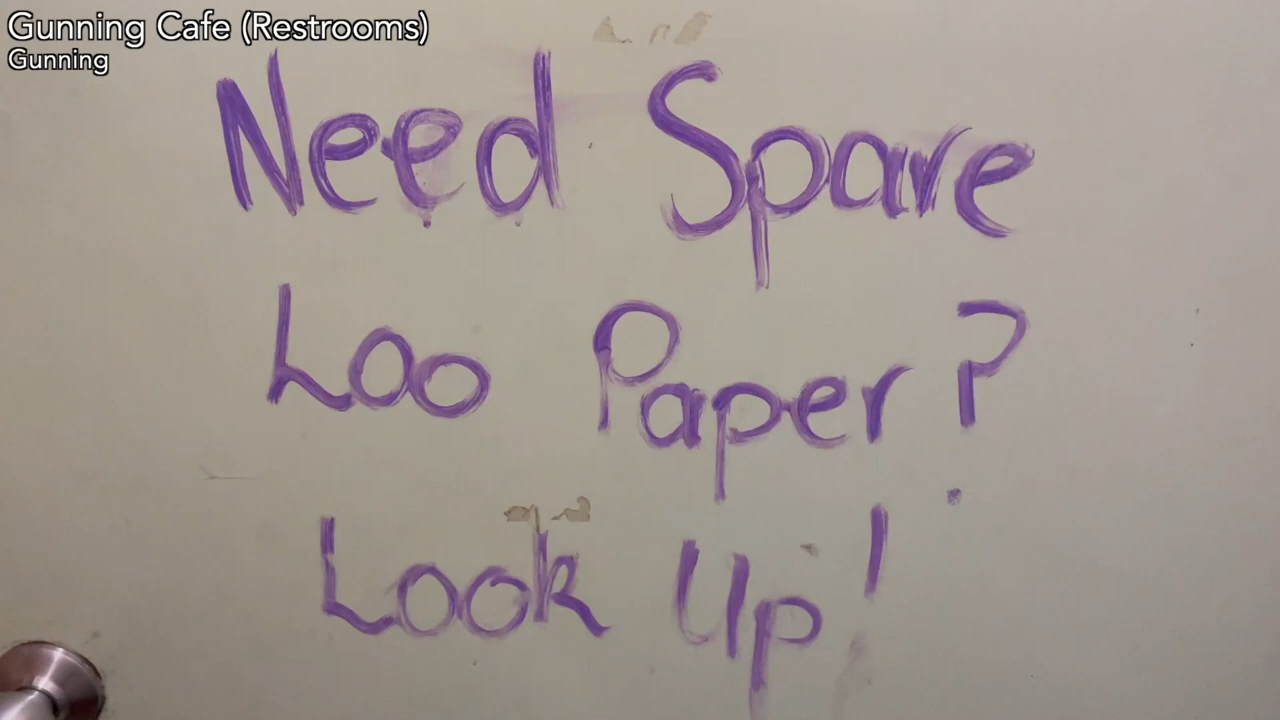 Gunning Cafe (Restrooms)
Gunning
Need Spare
Loo Paper?
Look Up!